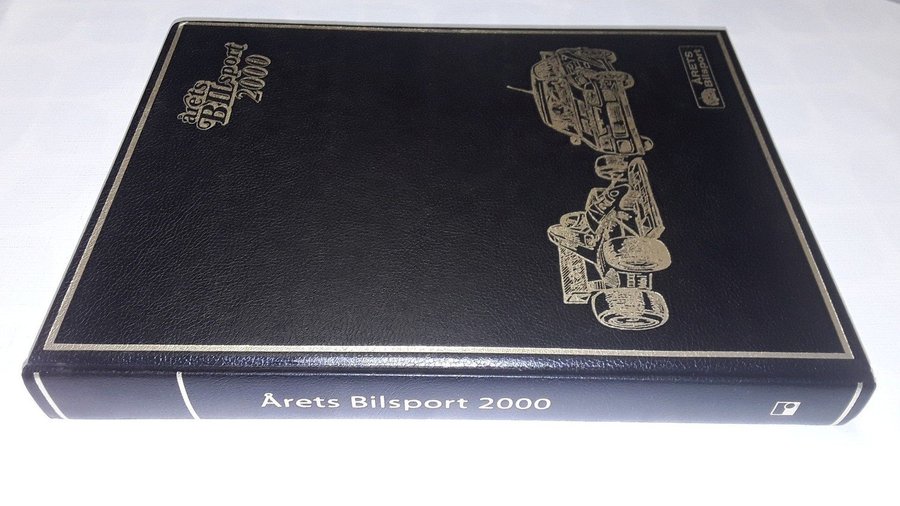 årets
Bilsport
2000
ÅRETS
Bilsport
Årets Bilsport 2000